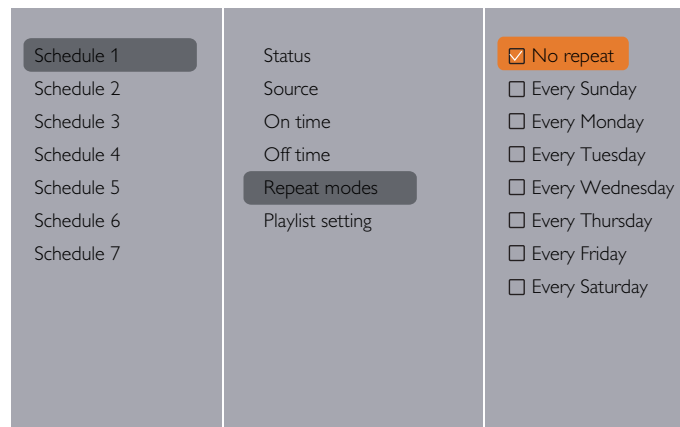 Schedule 1
Schedule 2
Schedule 3
Schedule 4
Schedule 5
Schedule 6
Schedule 7
Status
Source
On time
Off time
Repeat modes
Playlist setting
No repeat
Every Sunday
Every Monday
Every Tuesday
Every Wednesday
Every Thursday
Every Friday
Every Saturday